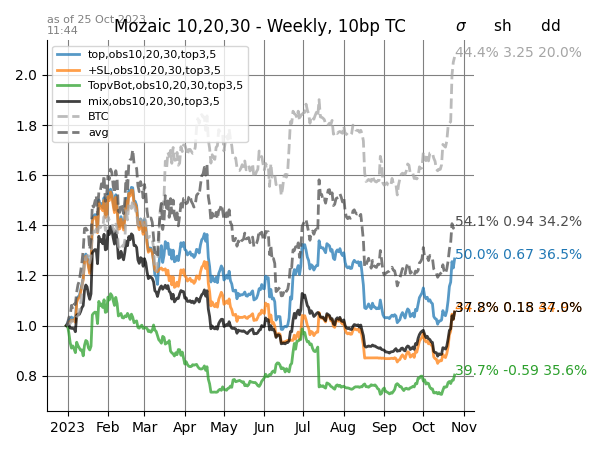 as of 25 Oct 2023
11:44
Mozaic 10,20,30 - Weekly, 10bp TC
σ sh dd
top,obs10,20,30,top3,5
+SL,obs10,20,30,top3,5
TopvBot,obs10,20,30,top3,5
mix,obs10,20,30,top3,5
BTC
avg
44.4% 3.25 20.0%
54.1% 0.94 34.2%
50.0% 0.67 36.5%
0.18
39.7% -0.59 35.6%
2.0
1.8
1.6
1.4
1.2
1.0
0.8
2023 Feb Mar Apr May Jun Jul Aug Sep Oct Nov